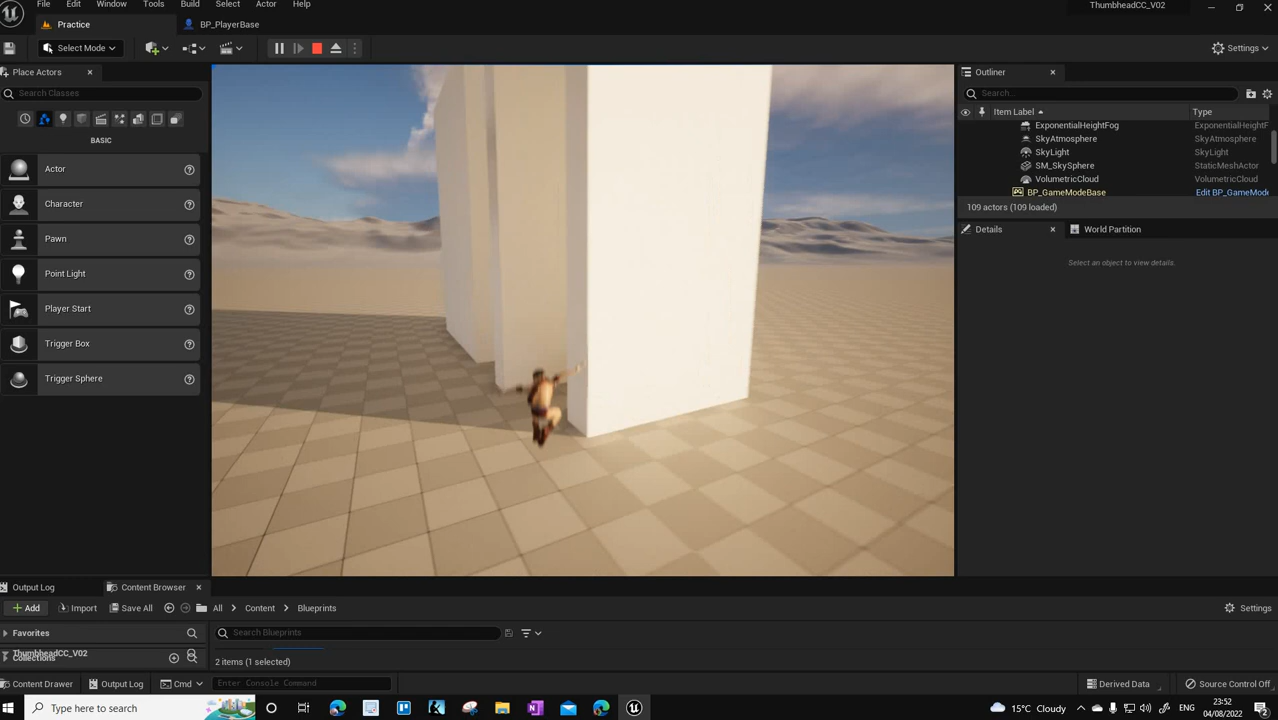 File Edit Window Tools Build Select Actor Help
ThumbheadCC_V02
Practice
BP_PlayerBase
Select Mode
Settings
Place Actors
Search Classes
BASIC
Actor
Character
Pawn
Point Light
Player Start
Trigger Box
Trigger Sphere
Outliner
Search...
Item Label
Type
ExponentialHeightFog ExponentialHeightF
SkyAtmosphere SkyAtmosphere
SkyLight SkyLight
SM_SkySphere StaticMeshActor
VolumetricCloud VolumetricCloud
BP_GameModeBase Edit BP_GameMode
109 actors (109 loaded)
Details
World Partition
Select an object to view details.
Output Log
Content Browser
Add
Import
Save All
All
Content
Blueprints
Settings
Favorites
Search Blueprints
ThumbheadCC_V02
Collections
2 items (1 selected)
Content Drawer
Output Log
Cmd
Enter Console Command
Derived Data
Source Control Off
Type here to search
15°C Cloudy
ENG
23:52
04/08/2022
2